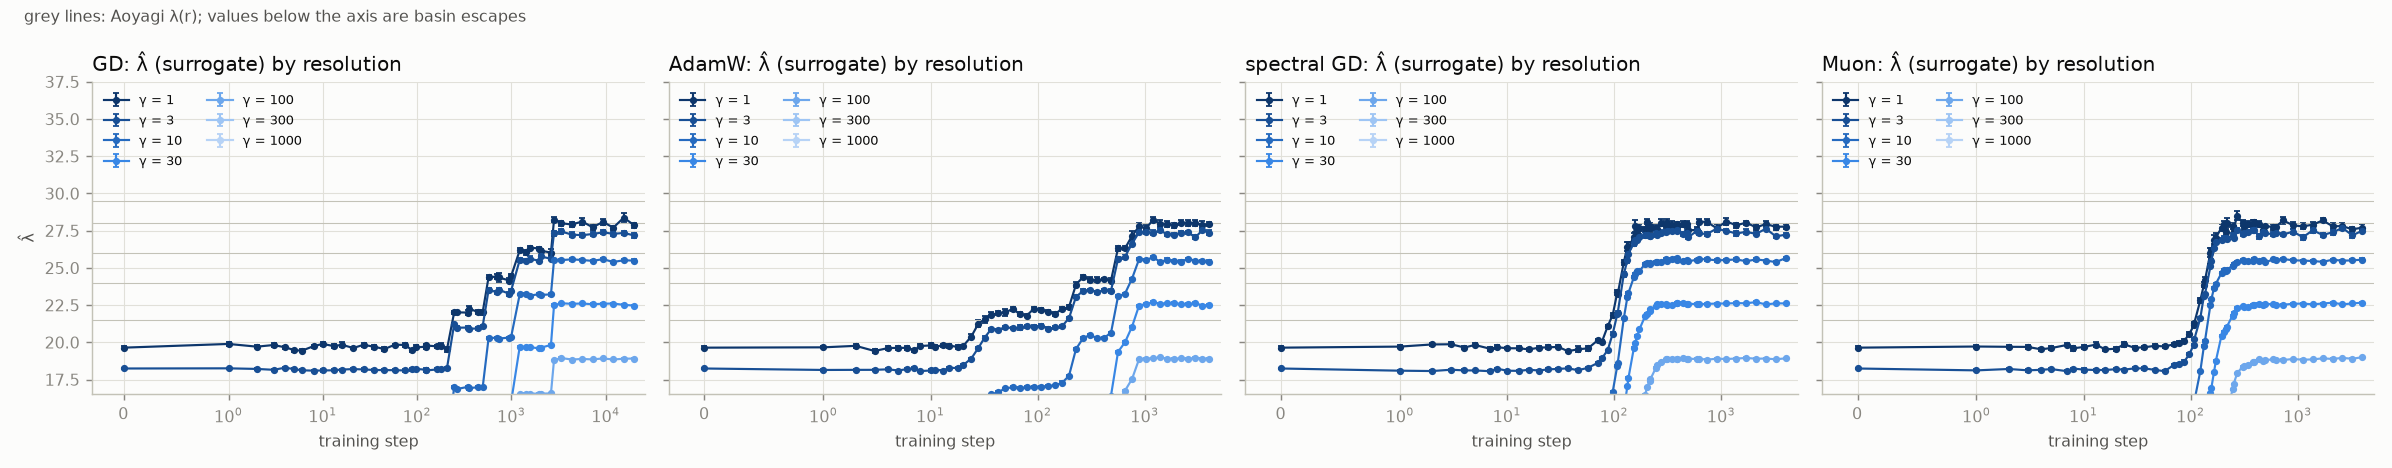 grey lines: Aoyagi λ(r); values below the axis are basin escapes
GD: λ̂ (surrogate) by resolution
AdamW: λ̂ (surrogate) by resolution
spectral GD: λ̂ (surrogate) by resolution
Muon: λ̂ (surrogate) by resolution
λ̂
37.5
35.0
32.5
30.0
27.5
25.0
22.5
20.0
17.5
γ = 1
γ = 3
γ = 10
γ = 30
γ = 100
γ = 300
γ = 1000
γ = 1
γ = 3
γ = 10
γ = 30
γ = 100
γ = 300
γ = 1000
γ = 1
γ = 3
γ = 10
γ = 30
γ = 100
γ = 300
γ = 1000
γ = 1
γ = 3
γ = 10
γ = 30
γ = 100
γ = 300
γ = 1000
0 10⁰ 10¹ 10² 10³ 10⁴
0 10⁰ 10¹ 10² 10³
0 10⁰ 10¹ 10² 10³
0 10⁰ 10¹ 10² 10³
training step
training step
training step
training step